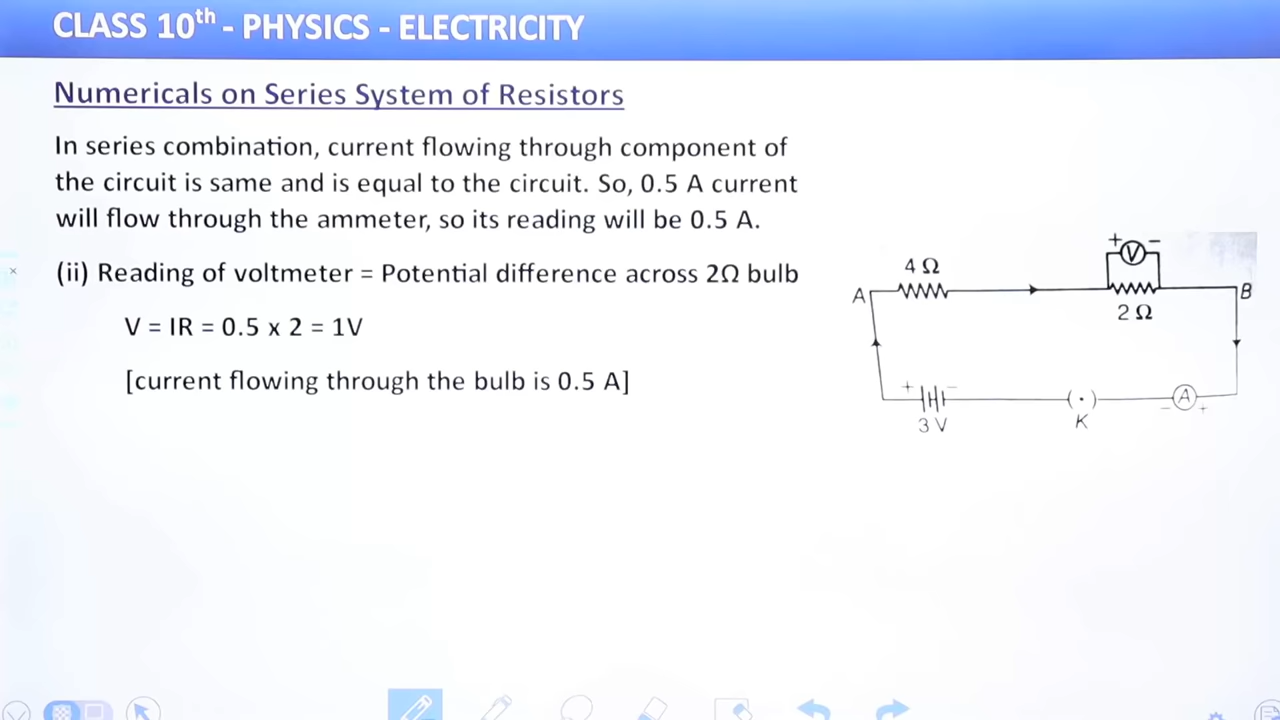 CLASS 10th - PHYSICS - ELECTRICITY
Numericals on Series System of Resistors
In series combination, current flowing through component of
the circuit is same and is equal to the circuit. So, 0.5 A current
will flow through the ammeter, so its reading will be 0.5 A.
(ii) Reading of voltmeter = Potential difference across 2Ω bulb
V = IR = 0.5 x 2 = 1V
[current flowing through the bulb is 0.5 A]
+ V −
4 Ω
A
B
2 Ω
+ −
3 V
( · )
K
A
− +